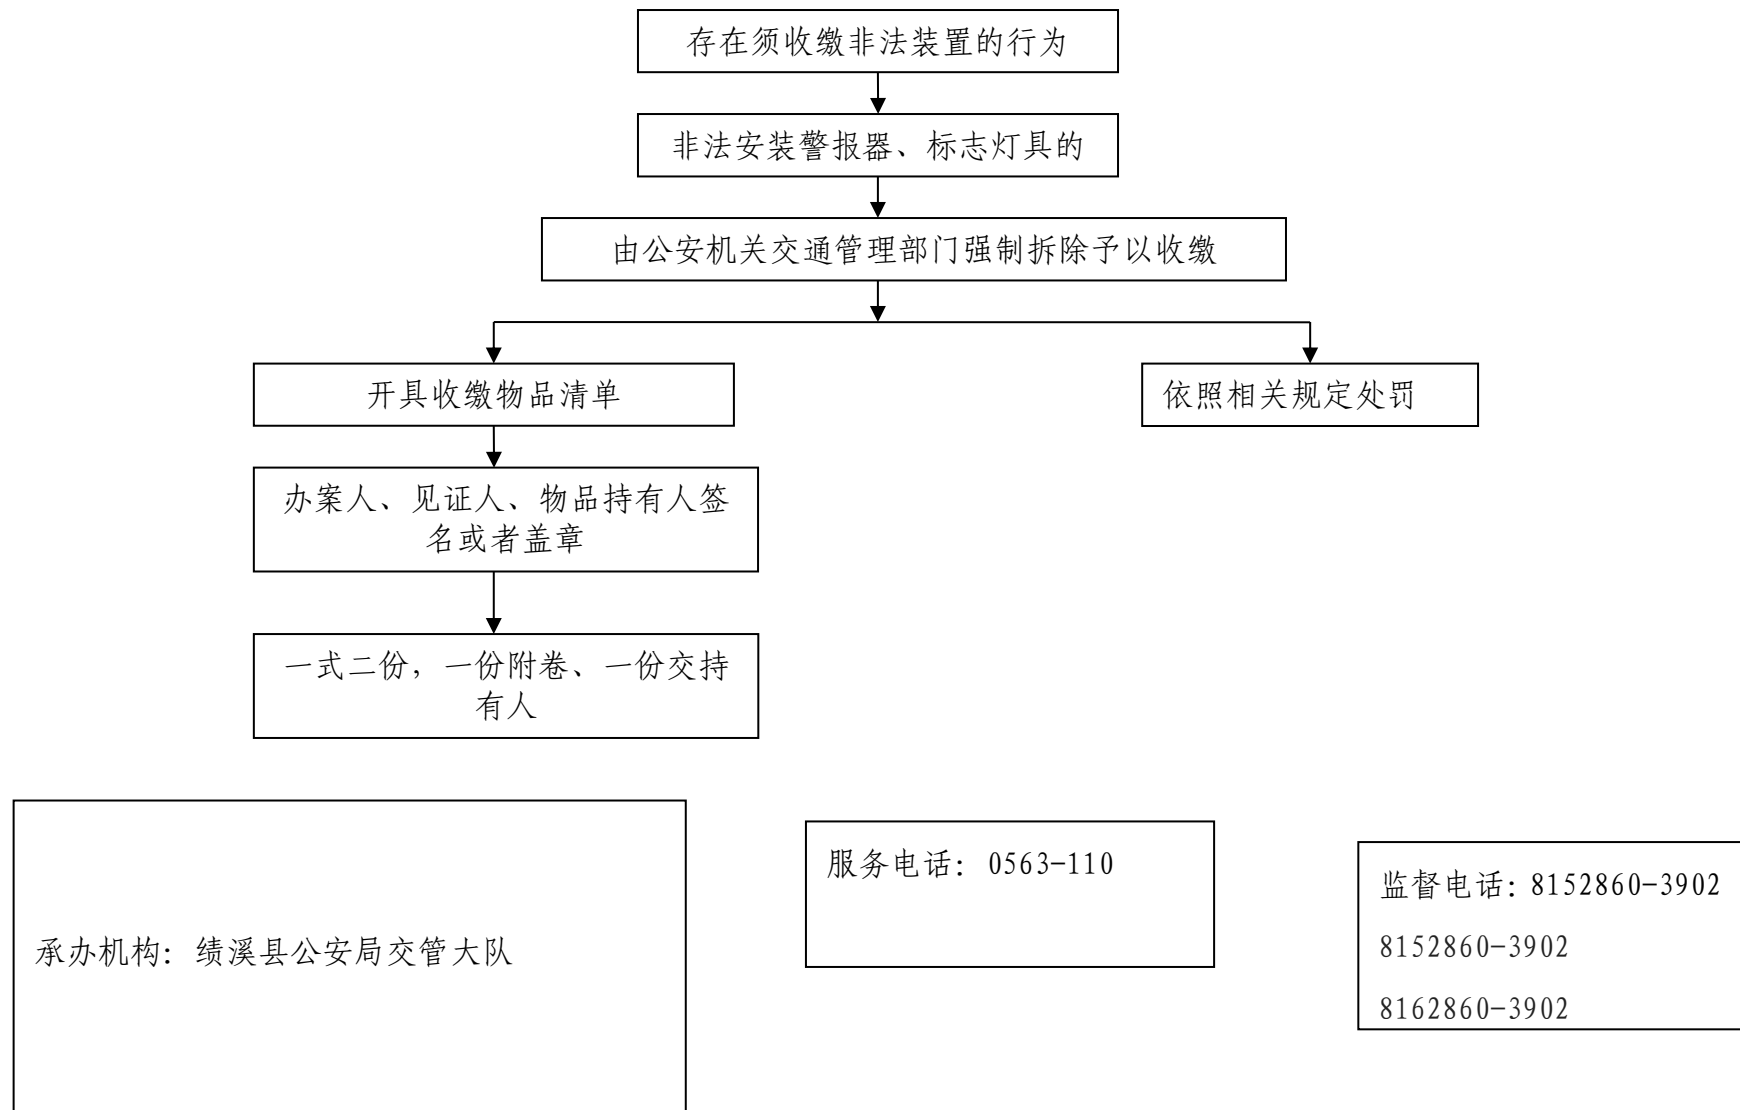 存在须收缴非法装置的行为
非法安装警报器、标志灯具的
由公安机关交通管理部门强制拆除予以收缴
开具收缴物品清单
依照相关规定处罚
办案人、见证人、物品持有人签
名或者盖章
一式二份，一份附卷、一份交持
有人
承办机构：绩溪县公安局交管大队
服务电话：0563-110
监督电话：8152860-3902
8152860-3902
8162860-3902